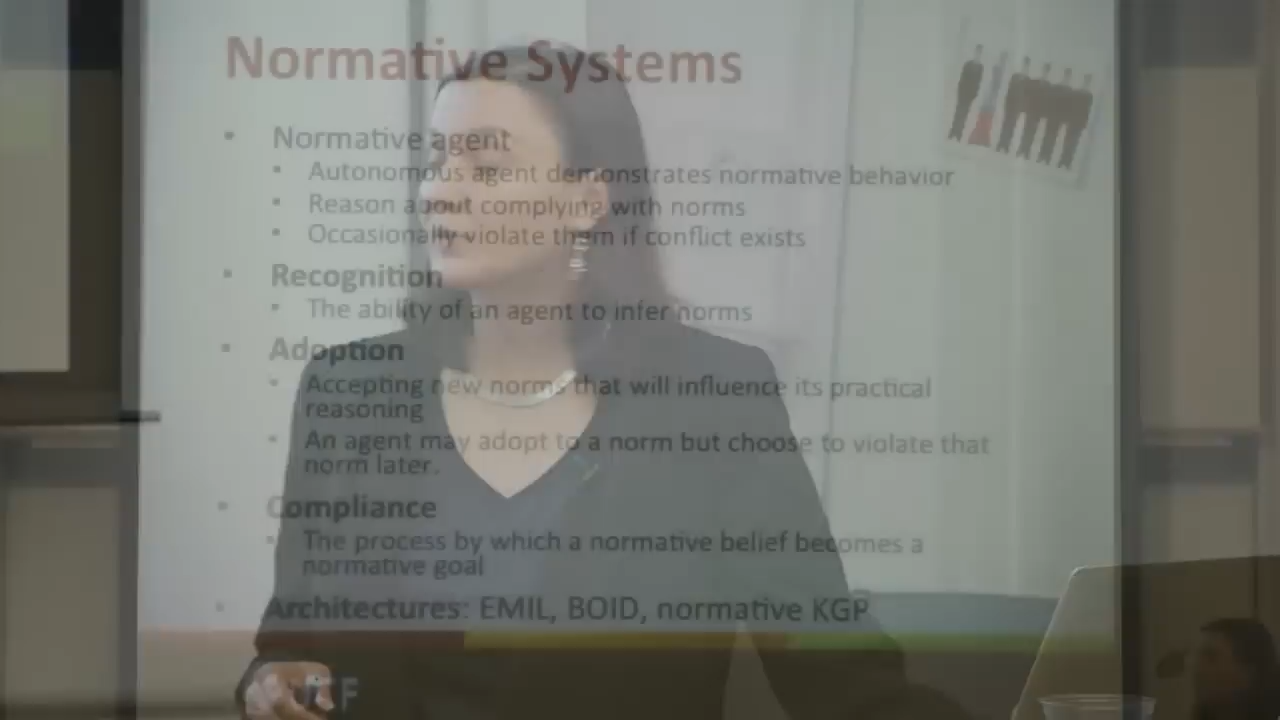 Normative Systems
• Normative agent
• Autonomous agent demonstrates normative behavior
• Reason about complying with norms
• Occasionally violate them if conflict exists
• Recognition
• The ability of an agent to infer norms
• Adoption
• Accepting new norms that will influence its practical
reasoning
• An agent may adopt to a norm but choose to violate that
norm later.
• Compliance
• The process by which a normative belief becomes a
normative goal
• Architectures: EMIL, BOID, normative KGP